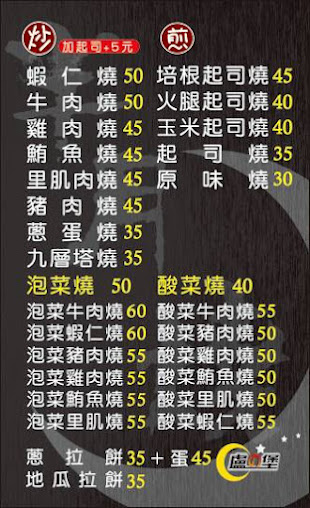 炒 加起司+5元
蝦仁燒 50
牛肉燒 50
雞肉燒 45
鮪魚燒 45
里肌肉燒 45
豬肉燒 45
蔥蛋燒 35
九層塔燒 35
煎
培根起司燒 45
火腿起司燒 40
玉米起司燒 40
起司燒 35
原味燒 30
泡菜燒 50
泡菜牛肉燒 60
泡菜蝦仁燒 60
泡菜豬肉燒 55
泡菜雞肉燒 55
泡菜鮪魚燒 55
泡菜里肌燒 55
酸菜燒 40
酸菜牛肉燒 55
酸菜豬肉燒 50
酸菜雞肉燒 50
酸菜鮪魚燒 50
酸菜里肌燒 50
酸菜蝦仁燒 55
蔥拉餅 35 +蛋45
地瓜拉餅 35